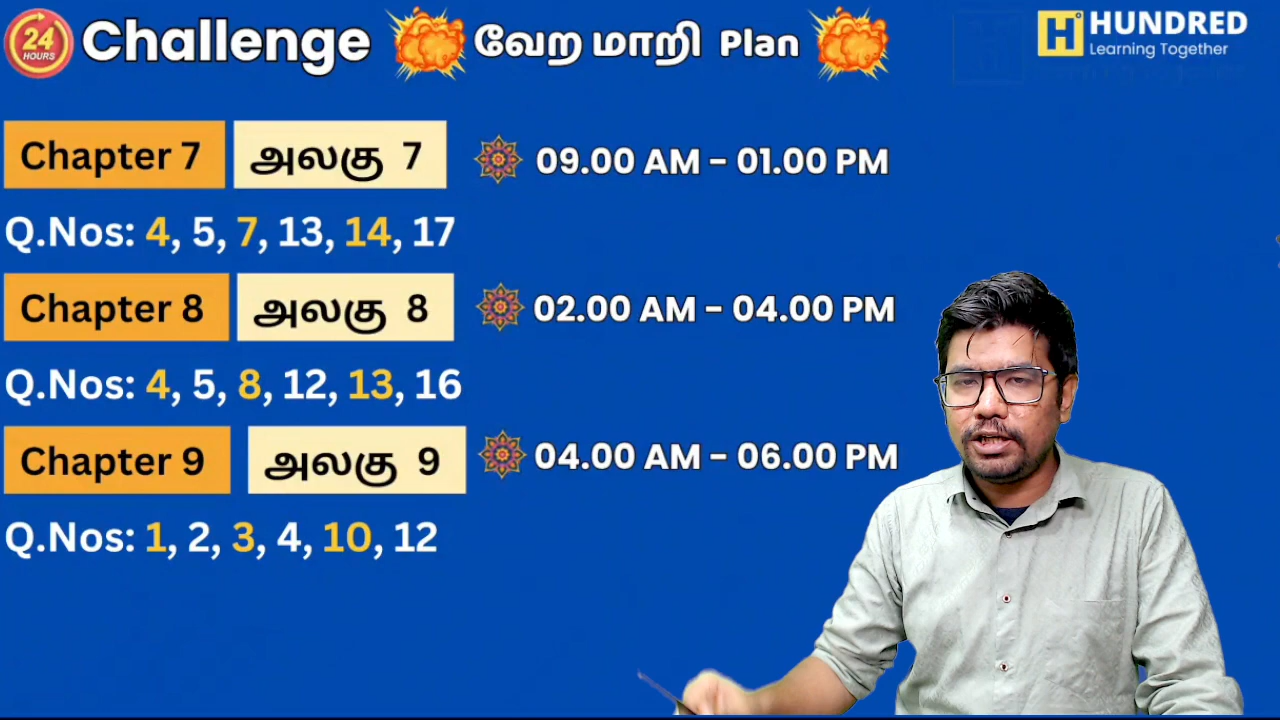 24 HOURS Challenge வேற மாறி Plan
HUNDRED
Learning Together
Chapter 7 அலகு 7 09.00 AM - 01.00 PM
Q.Nos: 4, 5, 7, 13, 14, 17
Chapter 8 அலகு 8 02.00 AM - 04.00 PM
Q.Nos: 4, 5, 8, 12, 13, 16
Chapter 9 அலகு 9 04.00 AM - 06.00 PM
Q.Nos: 1, 2, 3, 4, 10, 12